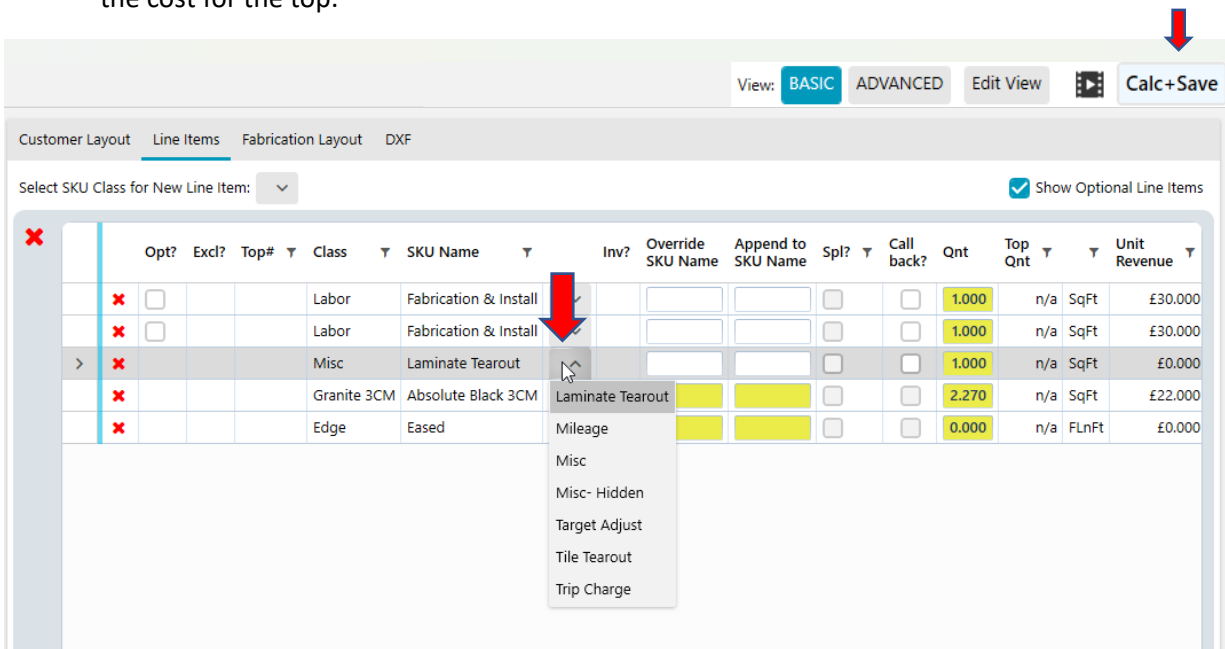 the cost for the top.
View: BASIC ADVANCED Edit View Calc+Save
Customer Layout Line Items Fabrication Layout DXF
Select SKU Class for New Line Item: Show Optional Line Items
Opt? Excl? Top# Class SKU Name Inv? Override SKU Name Append to SKU Name Spl? Call back? Qnt Top Qnt Unit Revenue
Labor Fabrication & Install 1.000 n/a SqFt £30.000
Labor Fabrication & Install 1.000 n/a SqFt £30.000
Misc Laminate Tearout 1.000 n/a SqFt £0.000
Granite 3CM Absolute Black 3CM 2.270 n/a SqFt £22.000
Edge Eased 0.000 n/a FLnFt £0.000
Laminate Tearout
Mileage
Misc
Misc- Hidden
Target Adjust
Tile Tearout
Trip Charge